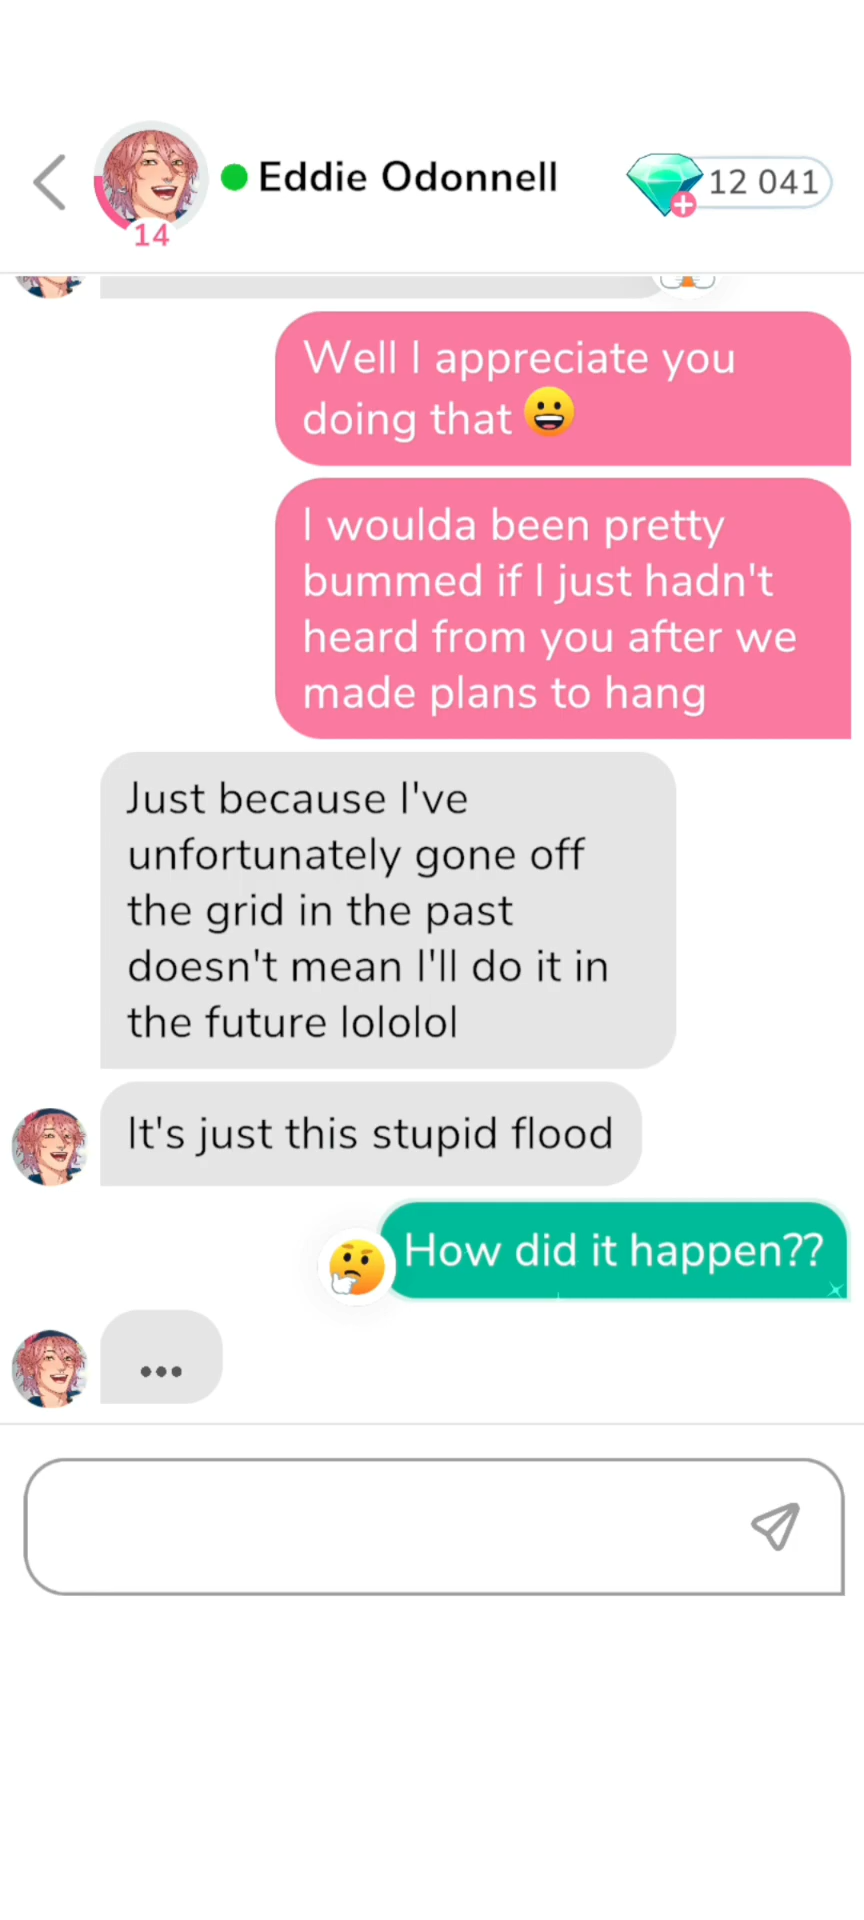 Eddie Odonnell
12 041
14
Well I appreciate you
doing that 😀
I woulda been pretty
bummed if I just hadn't
heard from you after we
made plans to hang
Just because I've
unfortunately gone off
the grid in the past
doesn't mean I'll do it in
the future lololol
It's just this stupid flood
How did it happen??
...